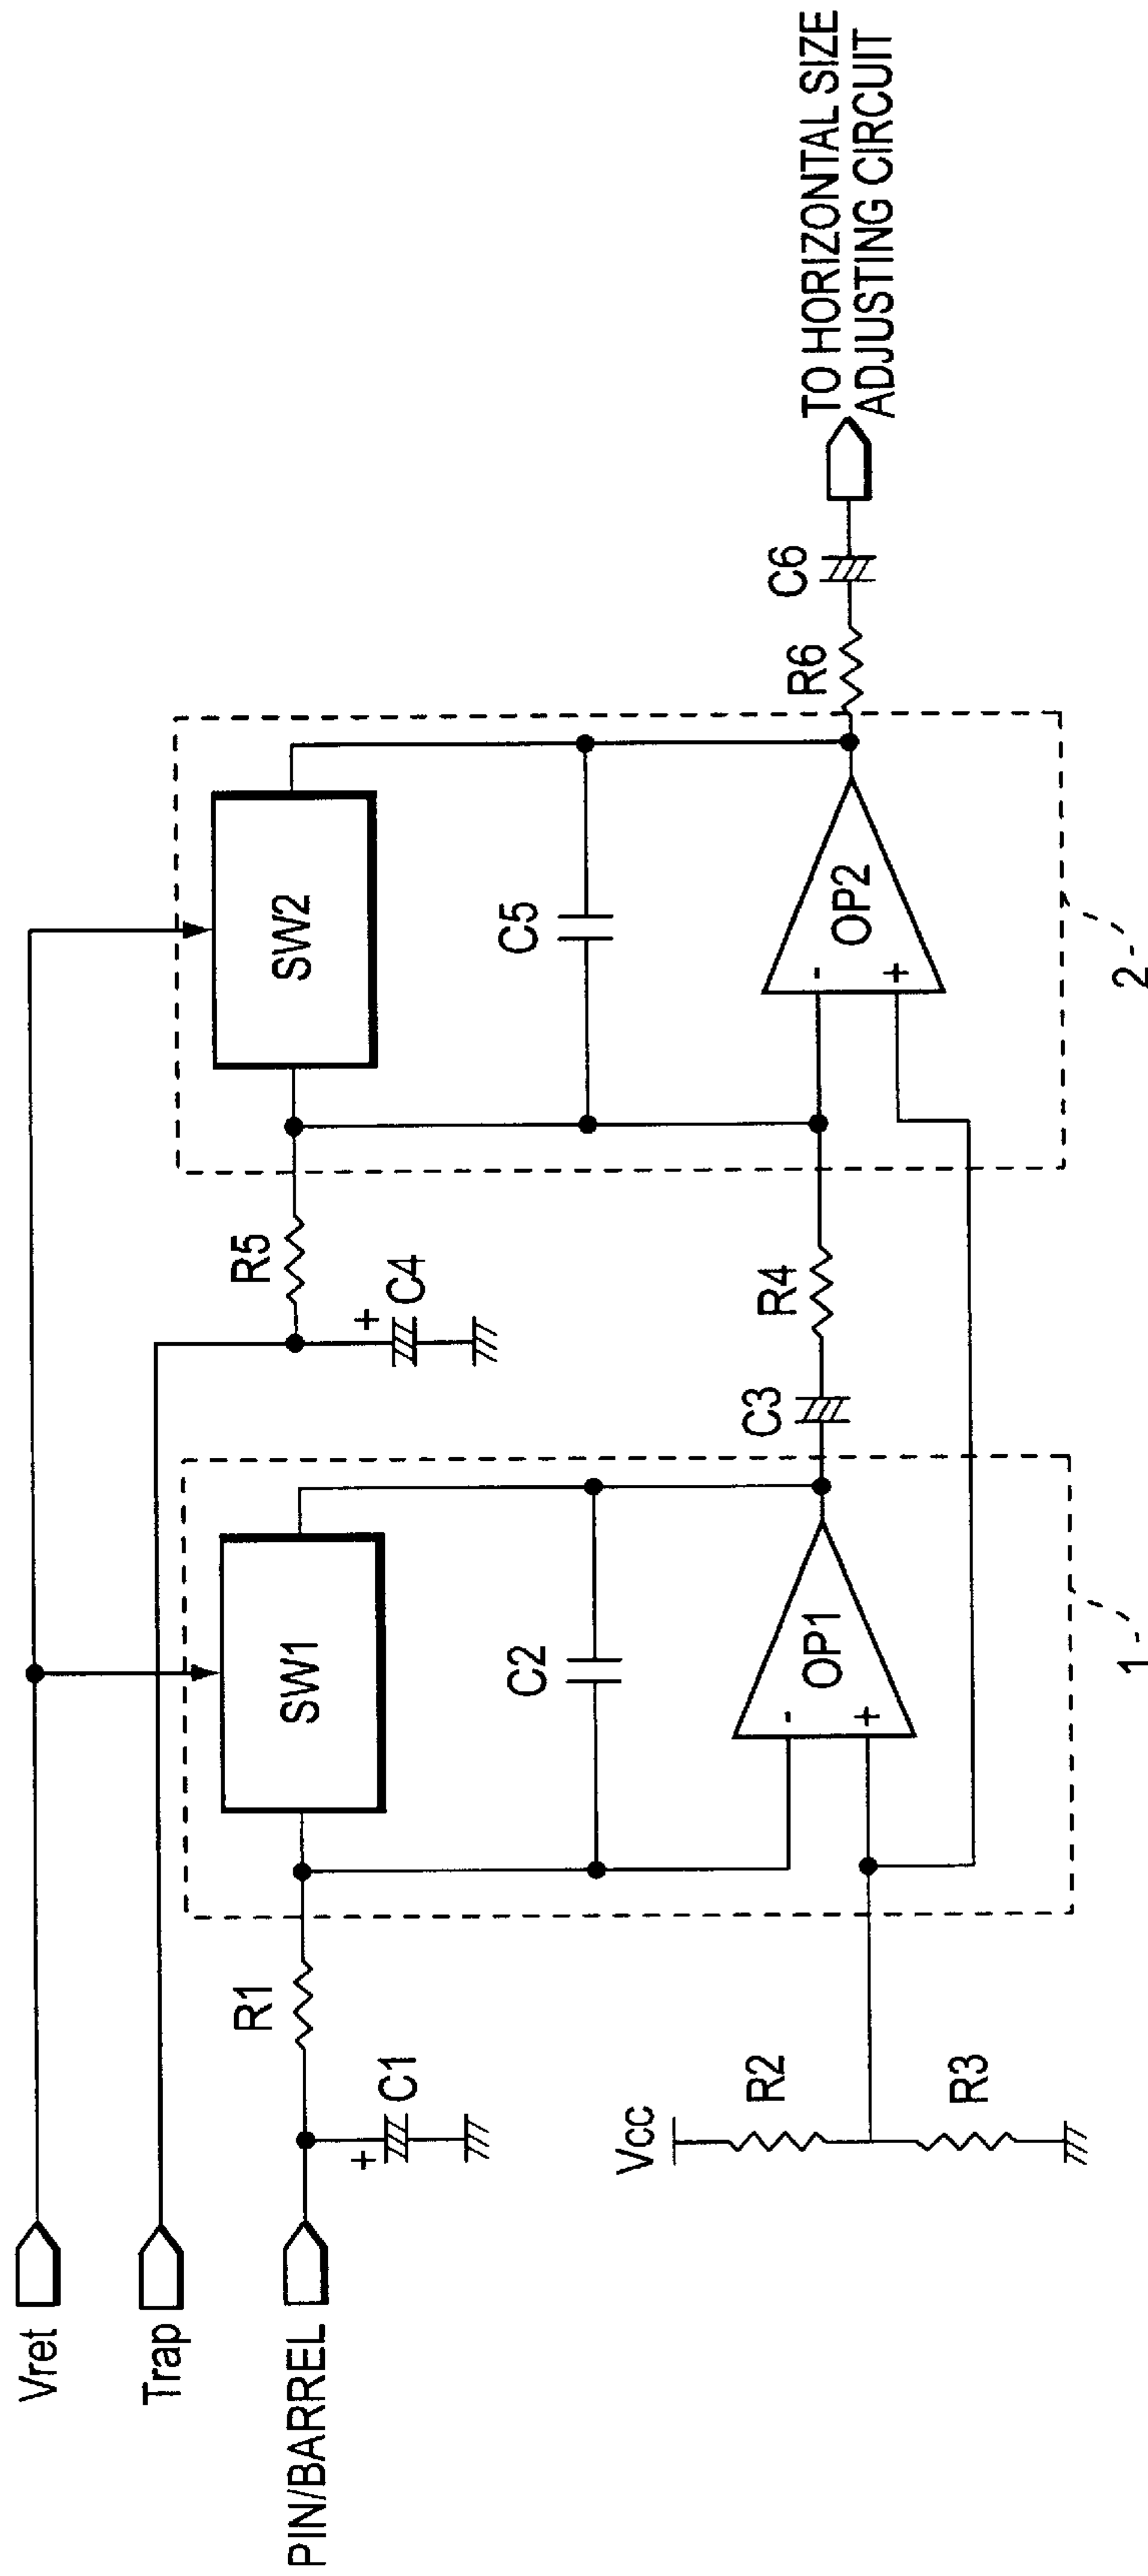 Vret
Trap
PIN/BARREL
+
C1
R1
Vcc
R2
R3
SW1
C2
-
+
OP1
1
C3
R4
+
C4
R5
SW2
C5
-
+
OP2
2
R6
C6
TO HORIZONTAL SIZE
ADJUSTING CIRCUIT